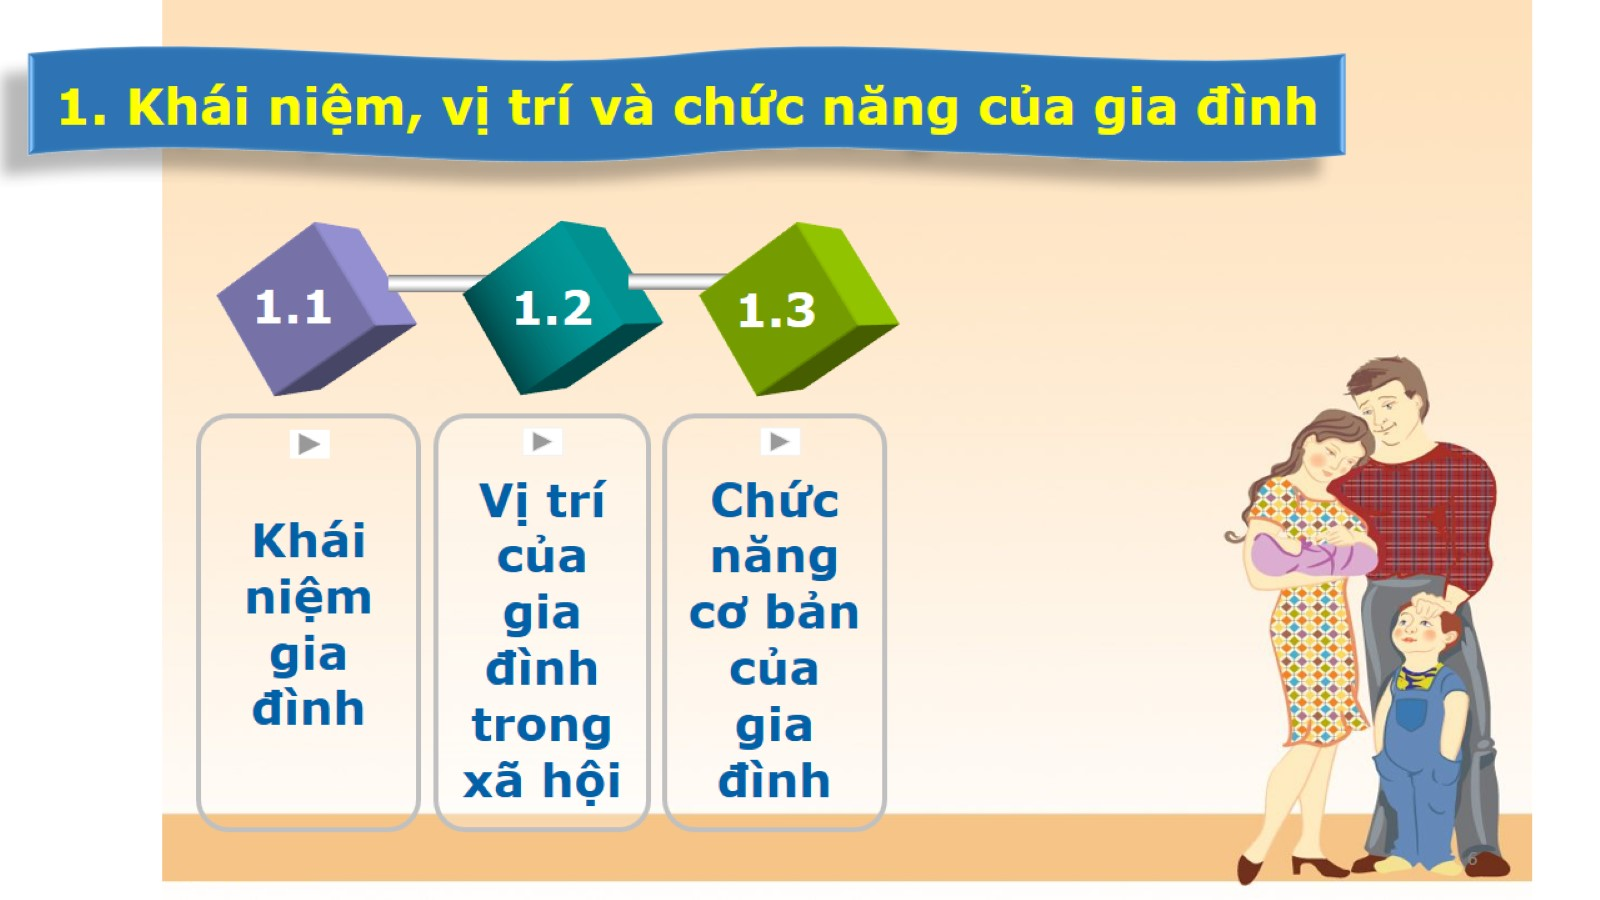 1. Khái niệm, vị trí và chức năng của gia đình
1.1
1.2
1.3
Khái
niệm
gia
đình
Vị trí
của
gia
đình
trong
xã hội
Chức
năng
cơ bản
của
gia
đình
6